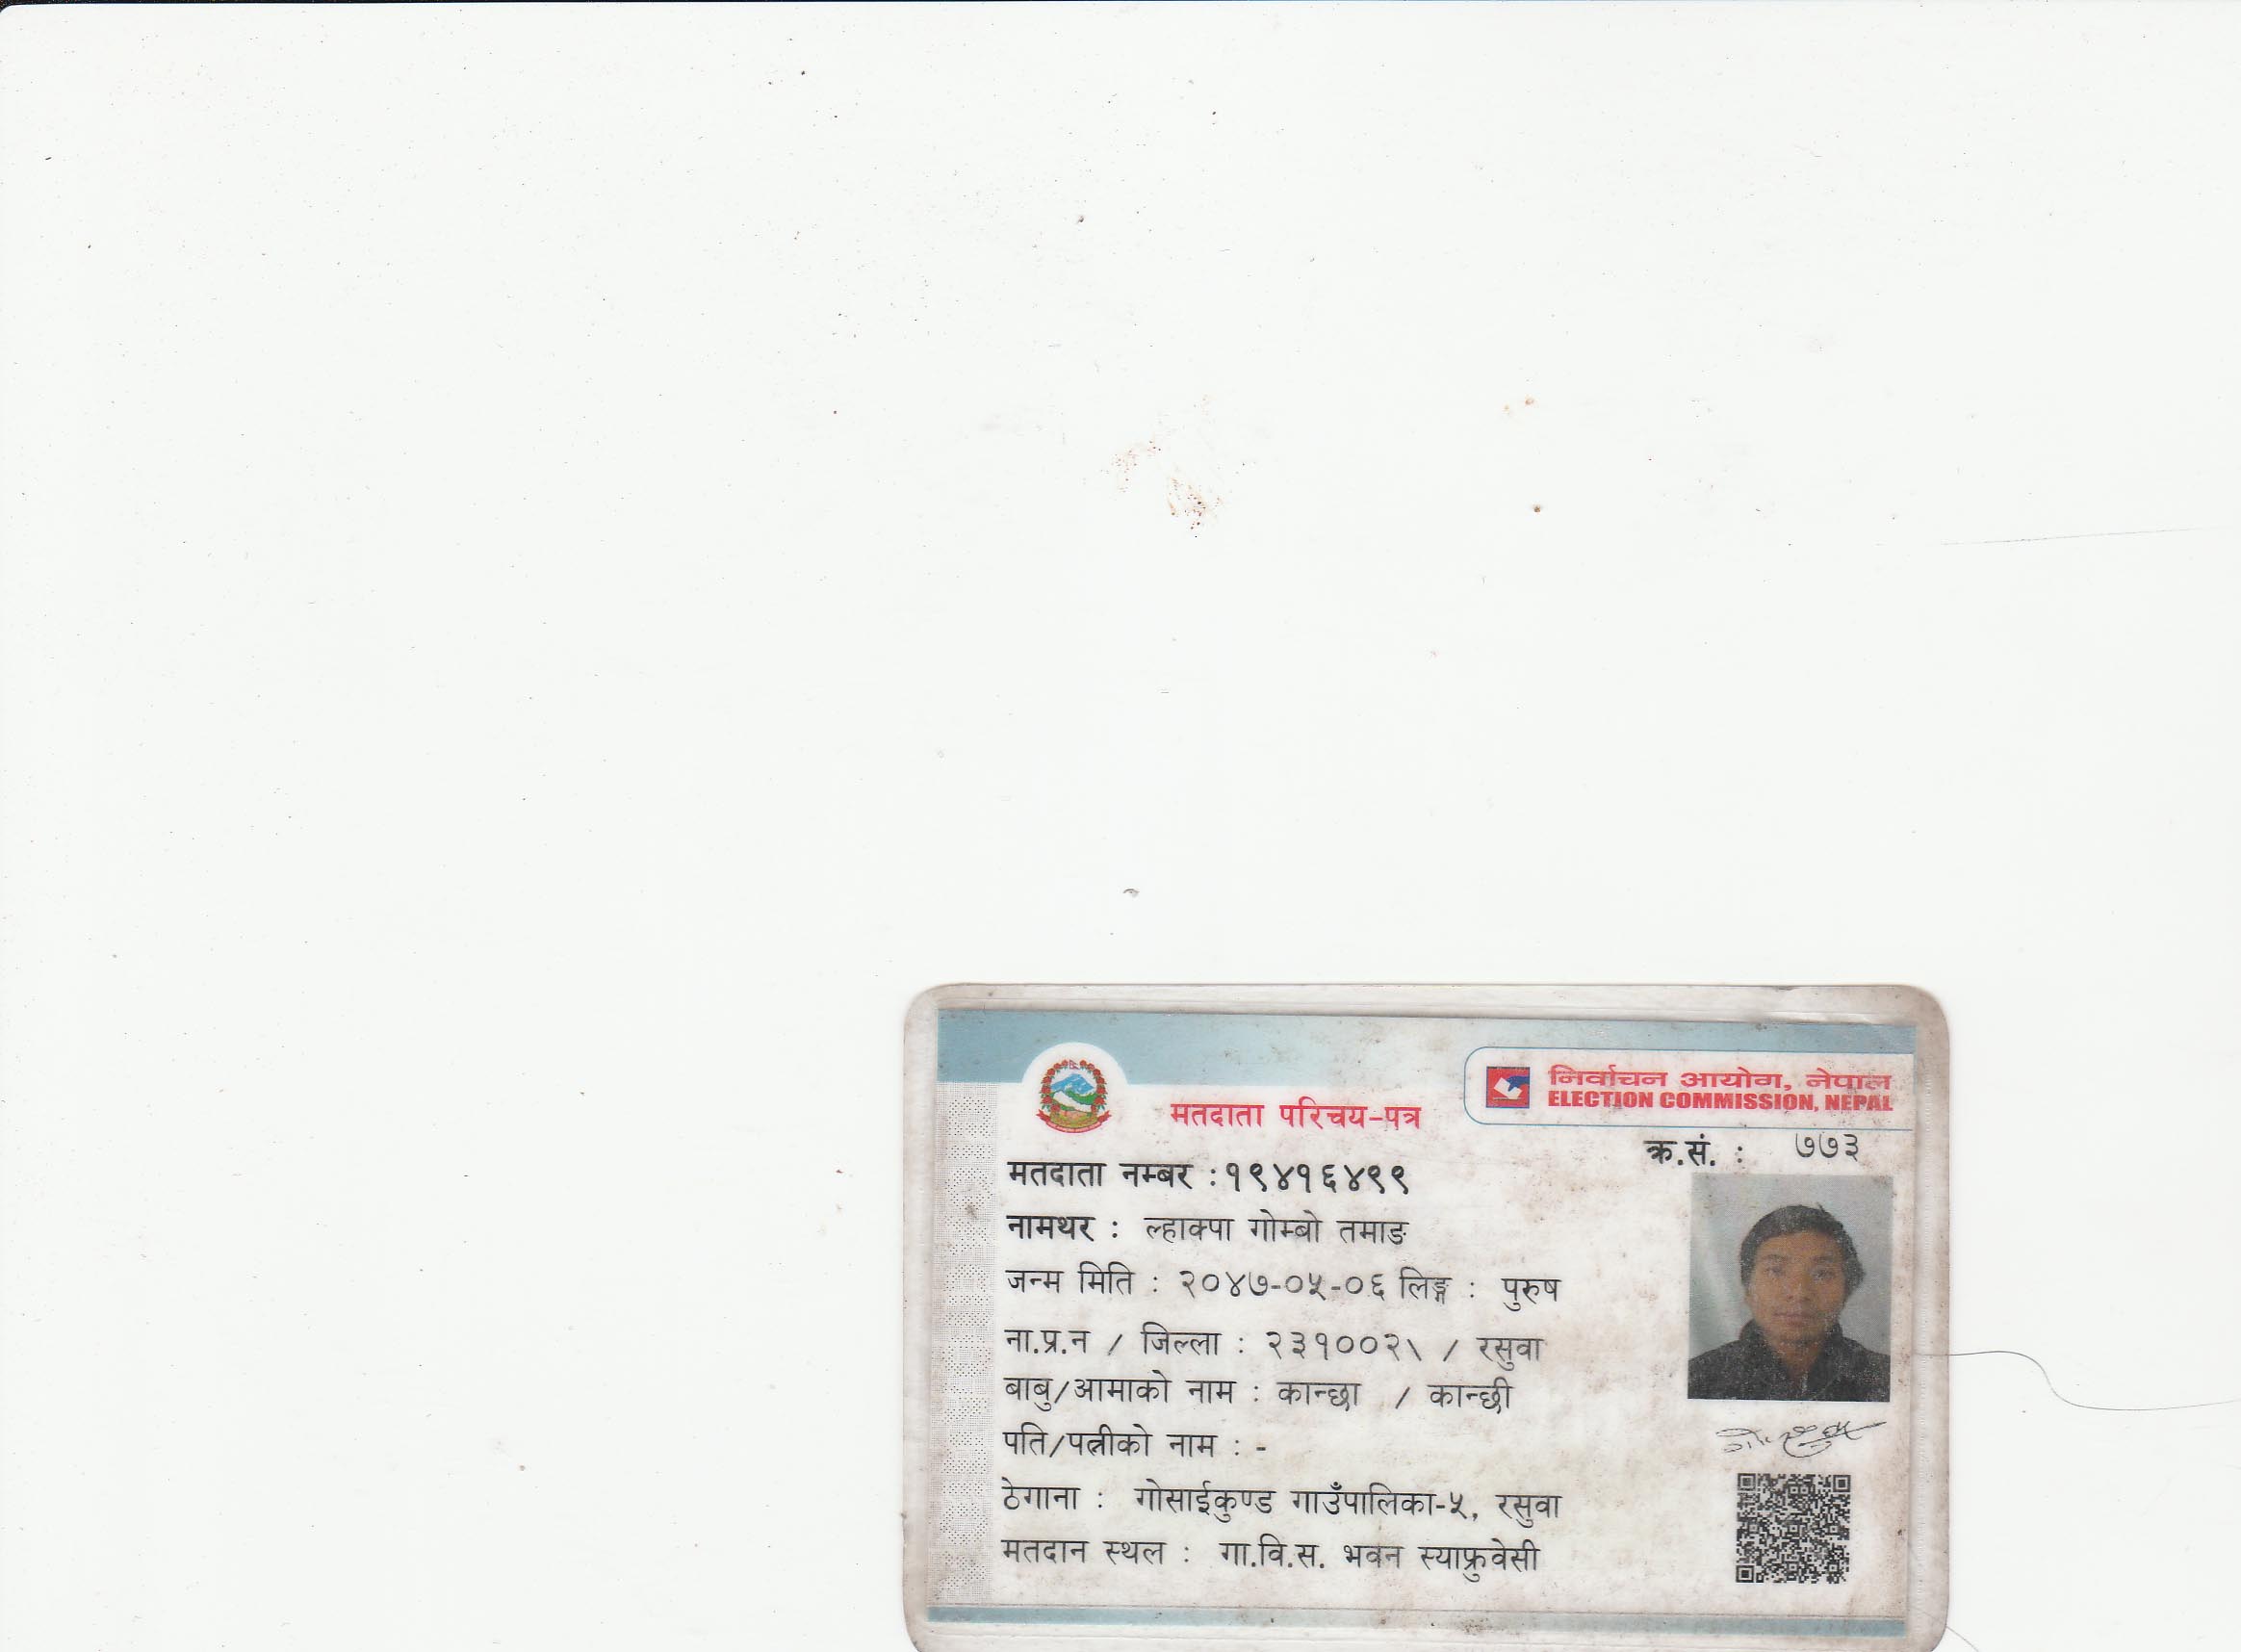 निर्वाचन आयोग, नेपाल
ELECTION COMMISSION, NEPAL
मतदाता परिचय-पत्र
क्र.सं. : ७७३
मतदाता नम्बर : १९४१६४९९
नामथर : ल्हाक्पा गोम्बो तमाङ
जन्म मिति : २०४७-०५-०६ लिङ्ग : पुरुष
ना.प्र.न / जिल्ला : २३१००२\ / रसुवा
बाबु/आमाको नाम : कान्छा / कान्छी
पति/पत्नीको नाम : -
ठेगाना : गोसाईकुण्ड गाउँपालिका-५, रसुवा
मतदान स्थल : गा.वि.स. भवन स्याफ्रुवेसी